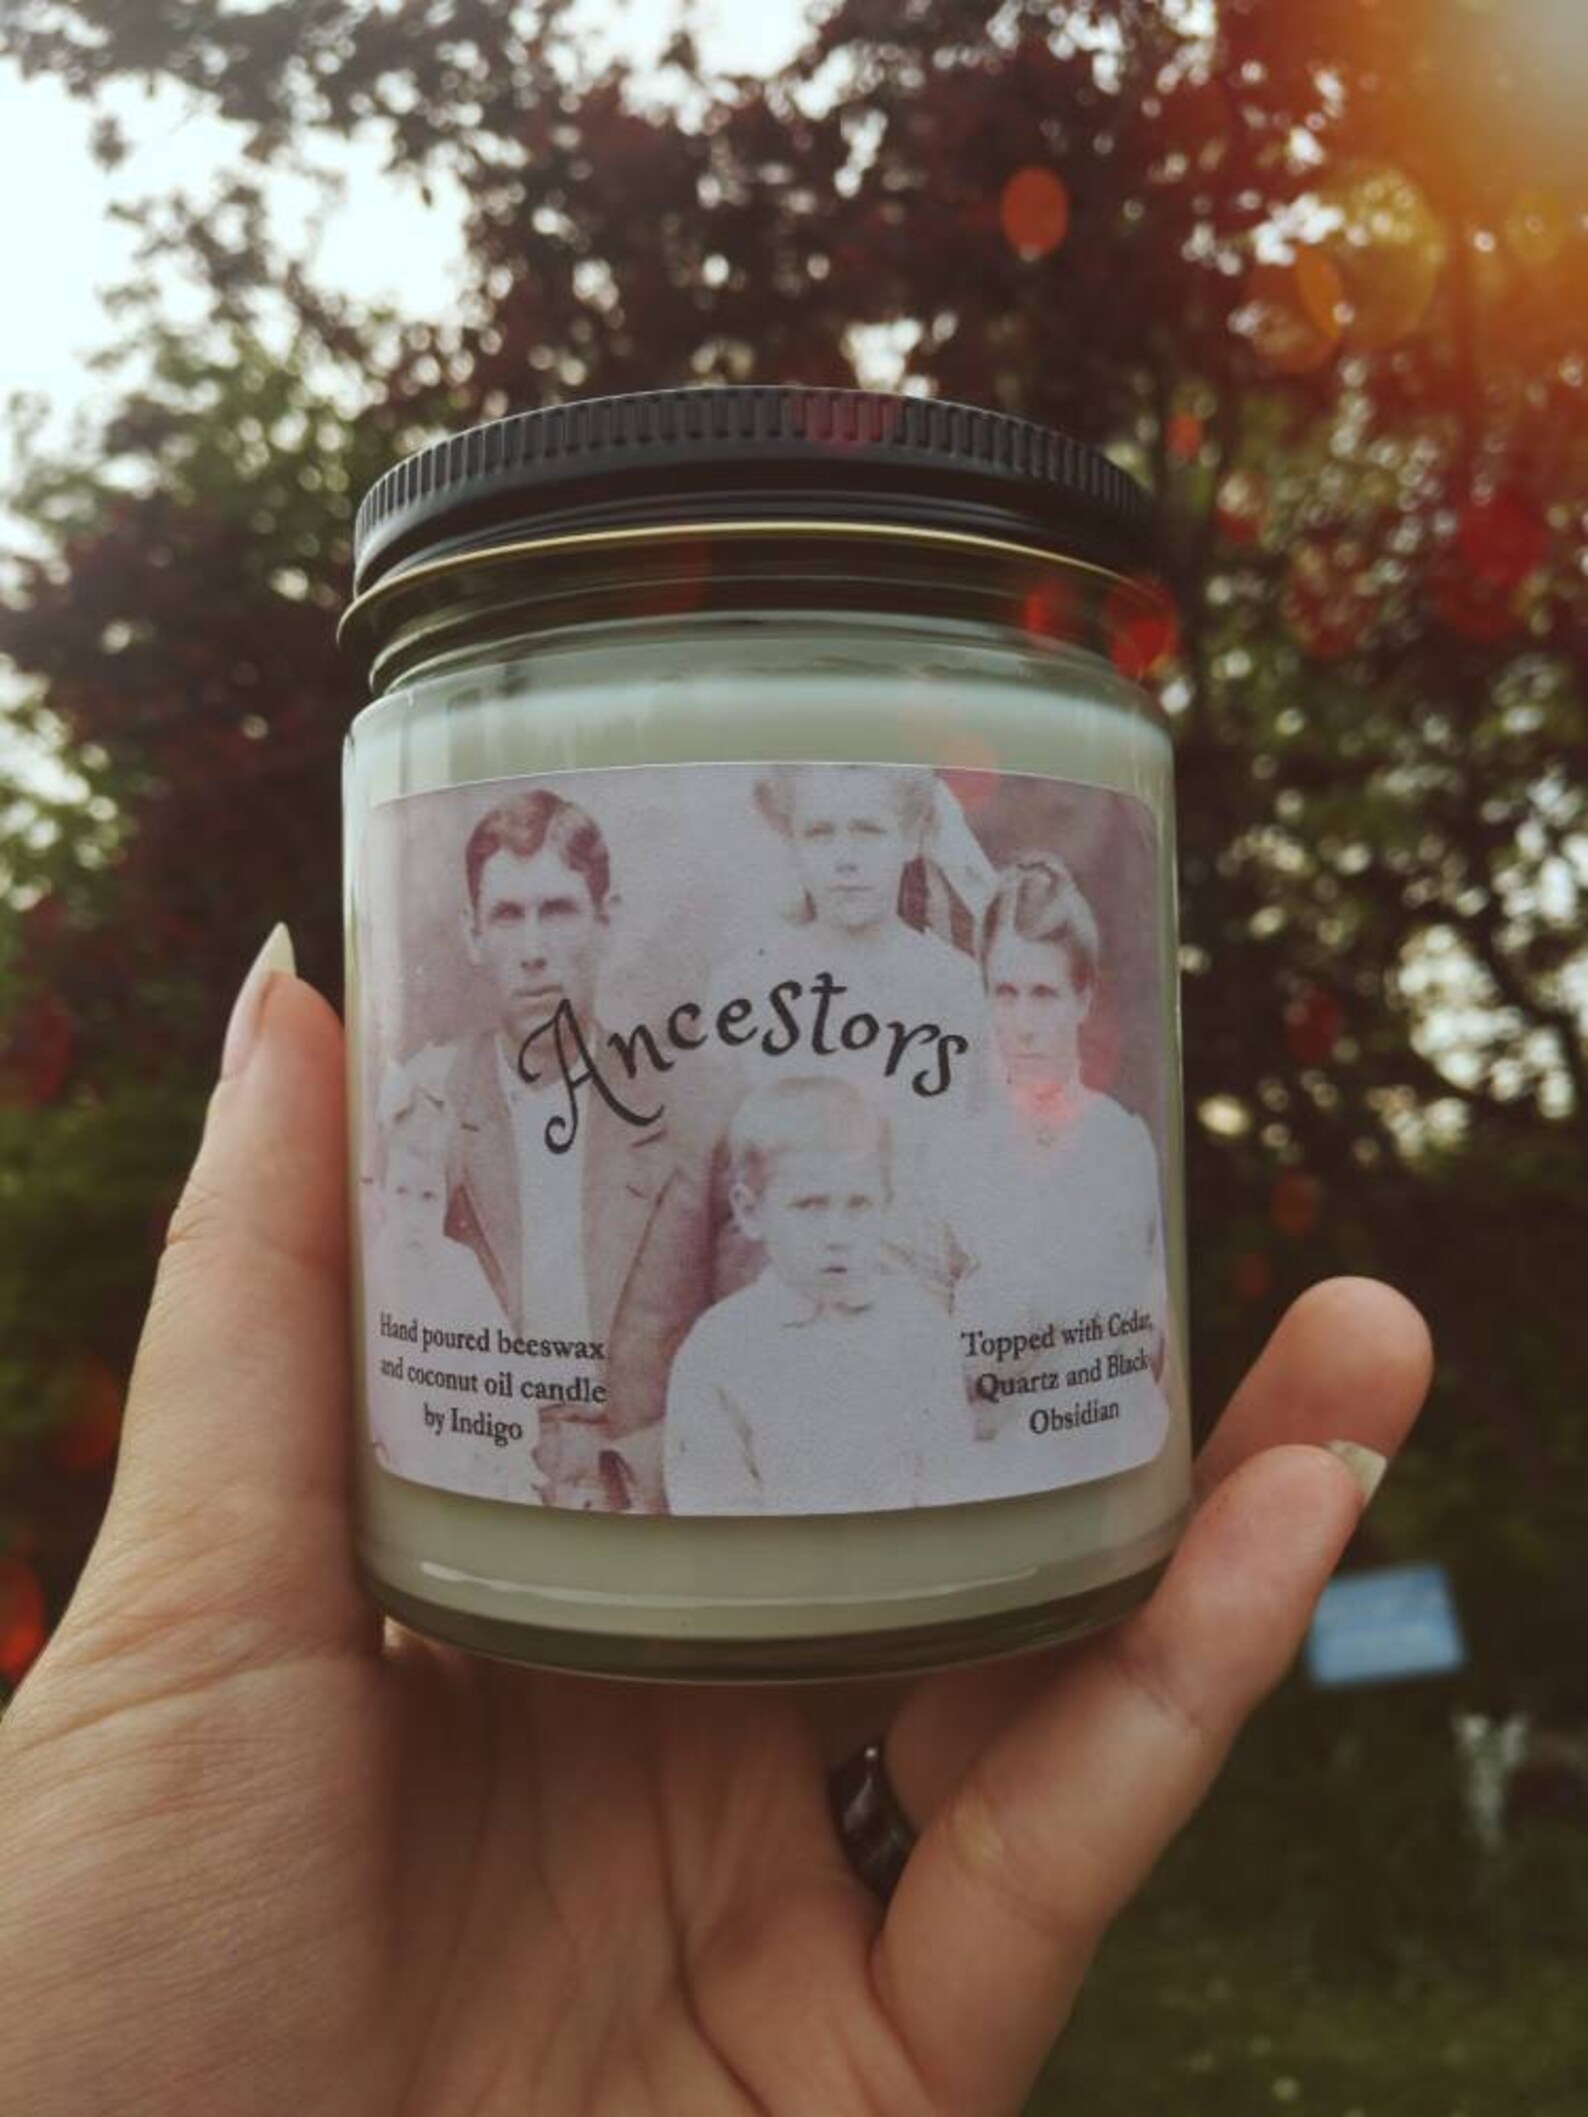 Ancestors
Hand poured beeswax
and coconut oil candle
by Indigo
Topped with Cedar,
Quartz and Black
Obsidian